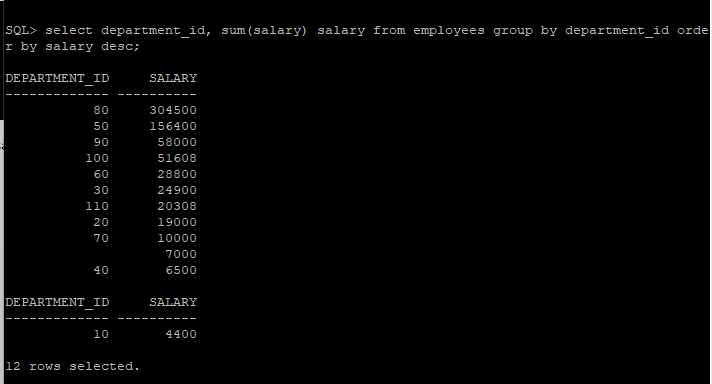 SQL> select department_id, sum(salary) salary from employees group by department_id orde
r by salary desc;
DEPARTMENT_ID     SALARY
------------- ----------
           80     304500
           50     156400
           90      58000
          100      51608
           60      28800
           30      24900
          110      20308
           20      19000
           70      10000
                    7000
           40       6500
DEPARTMENT_ID     SALARY
------------- ----------
           10       4400
12 rows selected.